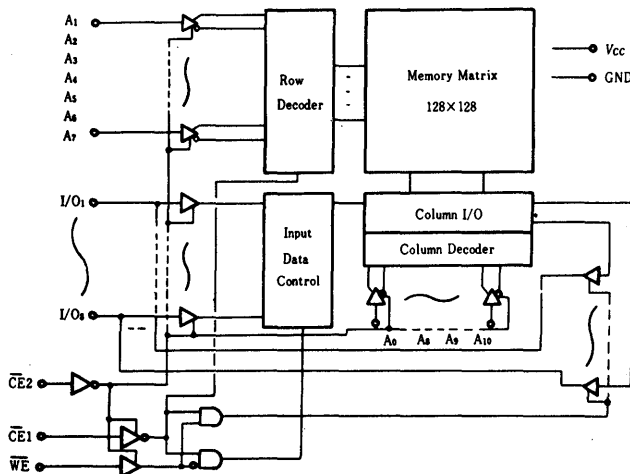 A1
A2
A3
A4
A5
A6
A7
Row
Decoder
Memory Matrix
128×128
Vcc
GND
I/O1
I/O8
Input
Data
Control
Column I/O
Column Decoder
A0 A8 A9 A10
CE2
CE1
WE